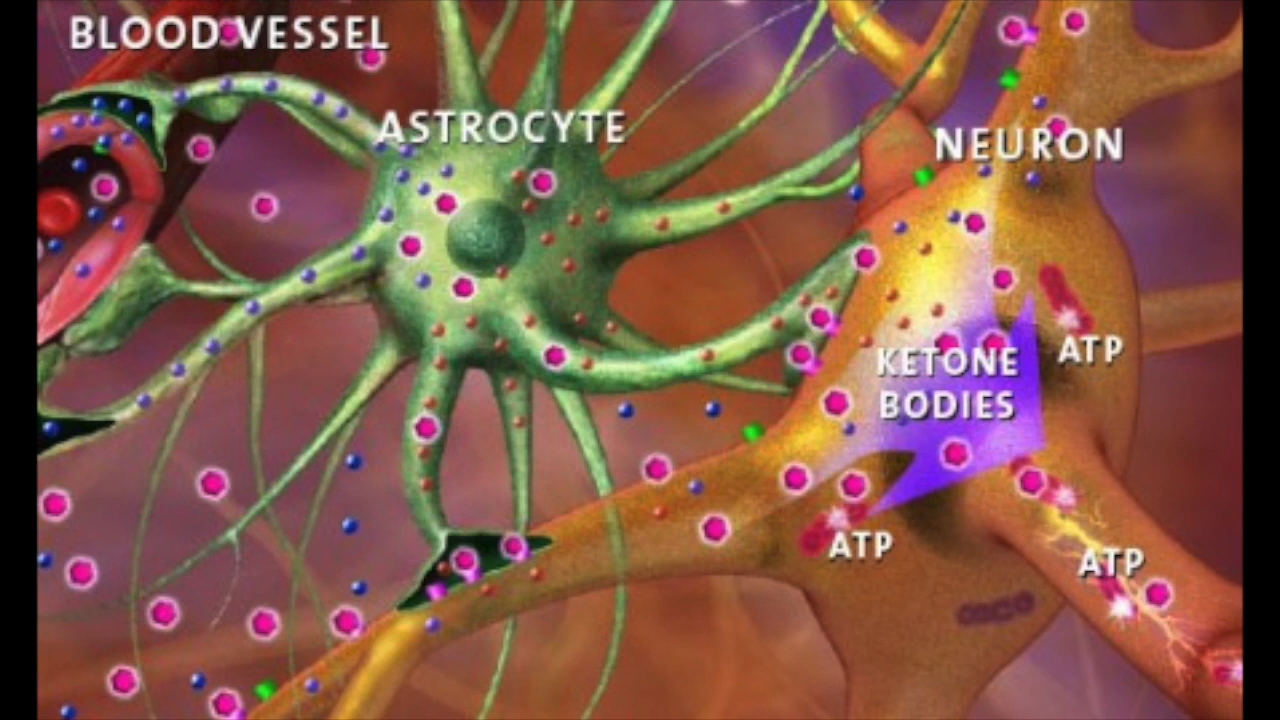 BLOOD VESSEL
ASTROCYTE
NEURON
ATP
KETONE
BODIES
ATP
ATP